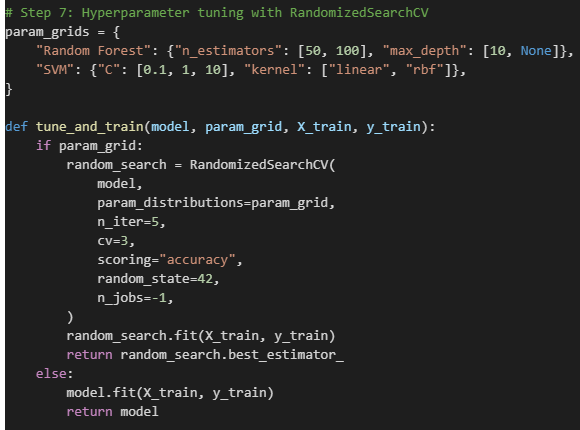 # Step 7: Hyperparameter tuning with RandomizedSearchCV
param_grids = {
    "Random Forest": {"n_estimators": [50, 100], "max_depth": [10, None]},
    "SVM": {"C": [0.1, 1, 10], "kernel": ["linear", "rbf"]},
}

def tune_and_train(model, param_grid, X_train, y_train):
    if param_grid:
        random_search = RandomizedSearchCV(
            model,
            param_distributions=param_grid,
            n_iter=5,
            cv=3,
            scoring="accuracy",
            random_state=42,
            n_jobs=-1,
        )
        random_search.fit(X_train, y_train)
        return random_search.best_estimator_
    else:
        model.fit(X_train, y_train)
        return model